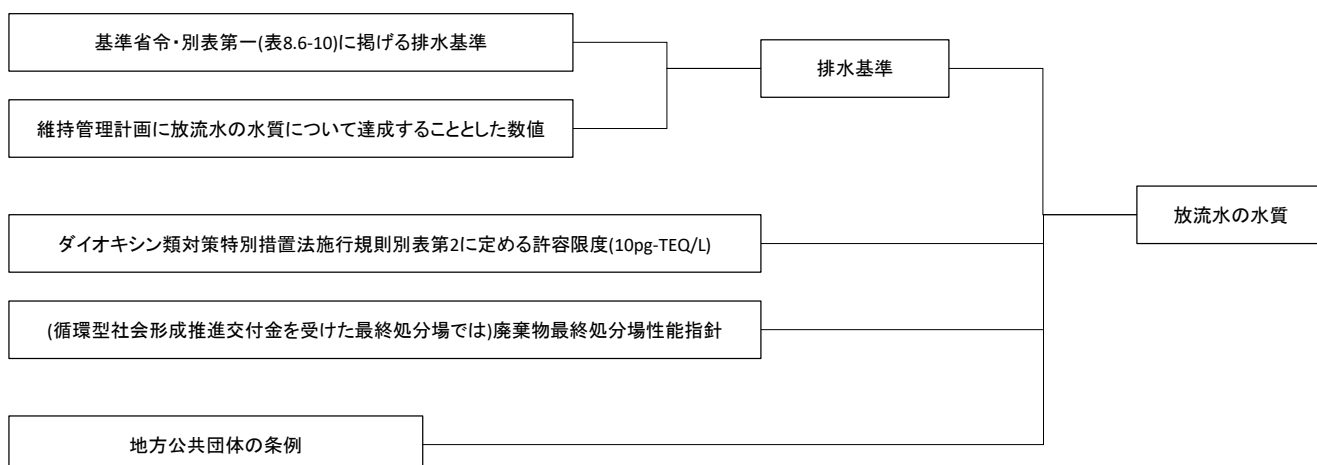 基準省令・別表第一(表8.6-10)に掲げる排水基準
排水基準
維持管理計画に放流水の水質について達成することとした数値
放流水の水質
ダイオキシン類対策特別措置法施行規則別表第2に定める許容限度(10pg-TEQ/L)
(循環型社会形成推進交付金を受けた最終処分場では)廃棄物最終処分場性能指針
地方公共団体の条例